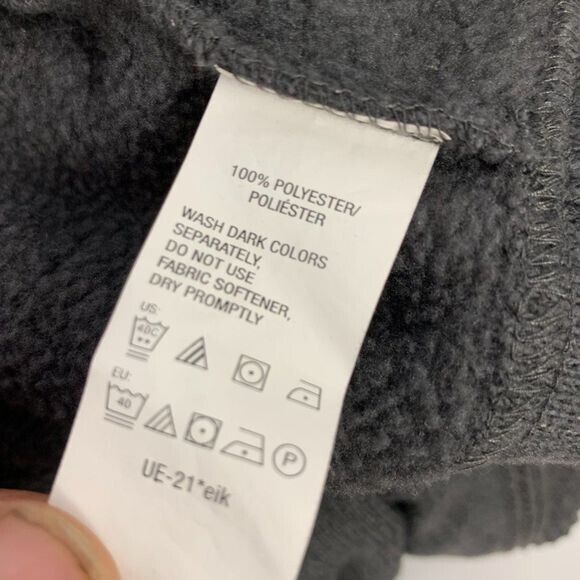 100% POLYESTER/
POLIÉSTER
WASH DARK COLORS
SEPARATELY,
DO NOT USE
FABRIC SOFTENER,
DRY PROMPTLY
US:
40C
EU:
40
P
UE-21*eik